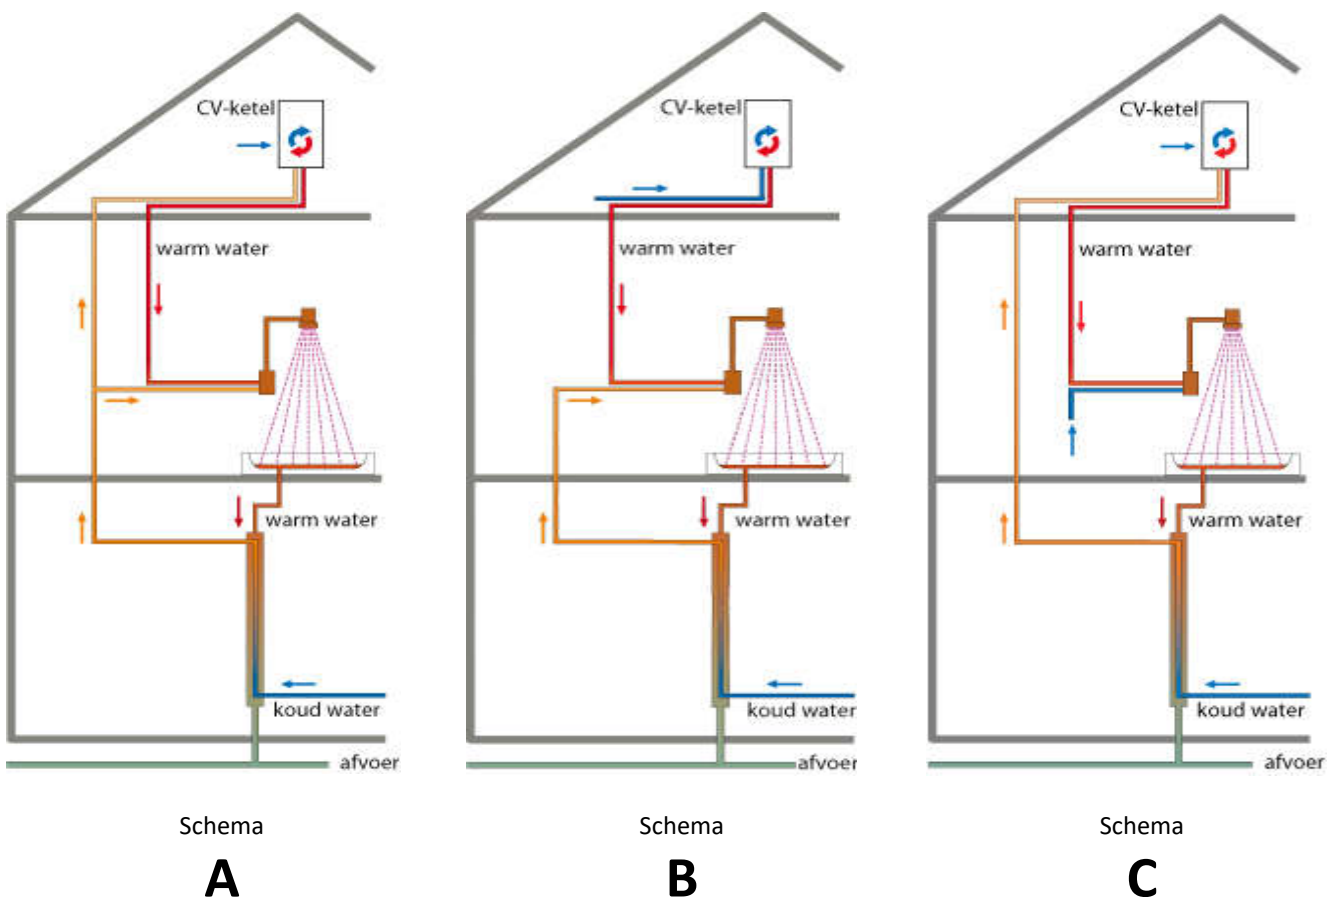 CV-ketel
warm water
warm water
koud water
afvoer
Schema
A
CV-ketel
warm water
warm water
koud water
afvoer
Schema
B
CV-ketel
warm water
warm water
koud water
afvoer
Schema
C